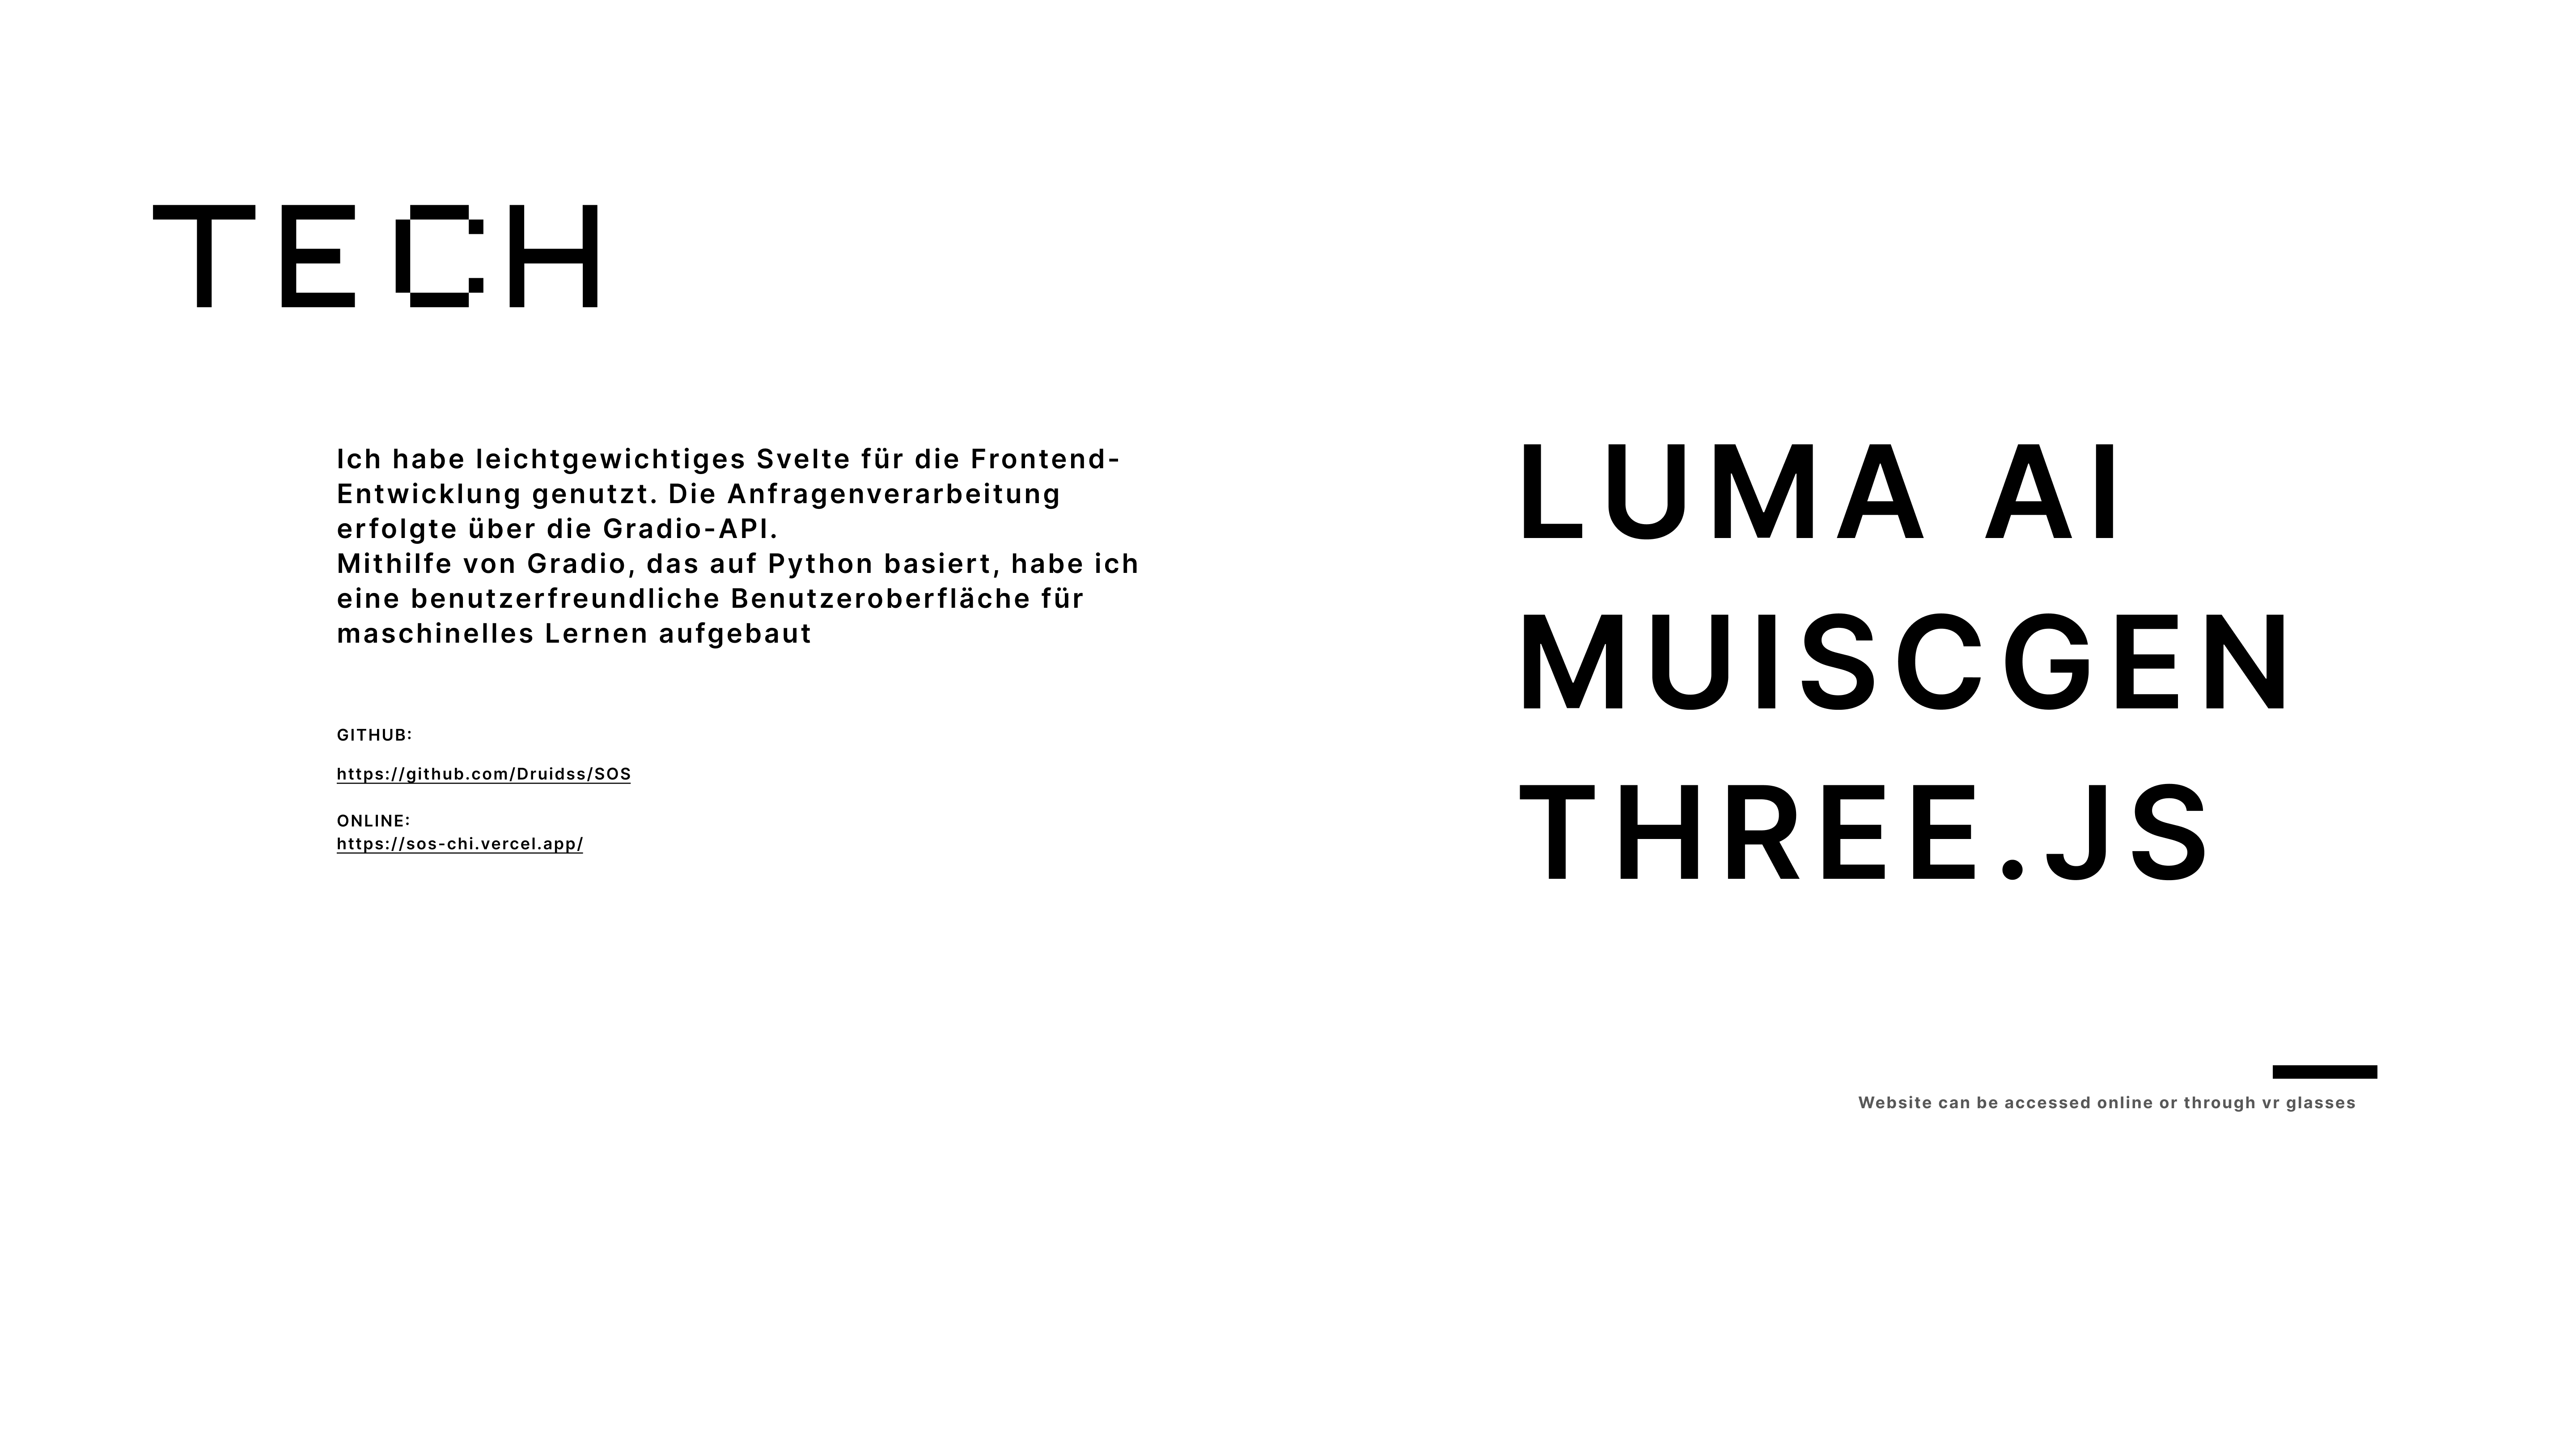 TECH
Ich habe leichtgewichtiges Svelte für die Frontend-
Entwicklung genutzt. Die Anfragenverarbeitung
erfolgte über die Gradio-API.
Mithilfe von Gradio, das auf Python basiert, habe ich
eine benutzerfreundliche Benutzeroberfläche für
maschinelles Lernen aufgebaut
GITHUB:
https://github.com/Druidss/SOS
ONLINE:
https://sos-chi.vercel.app/
LUMA AI
MUISCGEN
THREE.JS
Website can be accessed online or through vr glasses